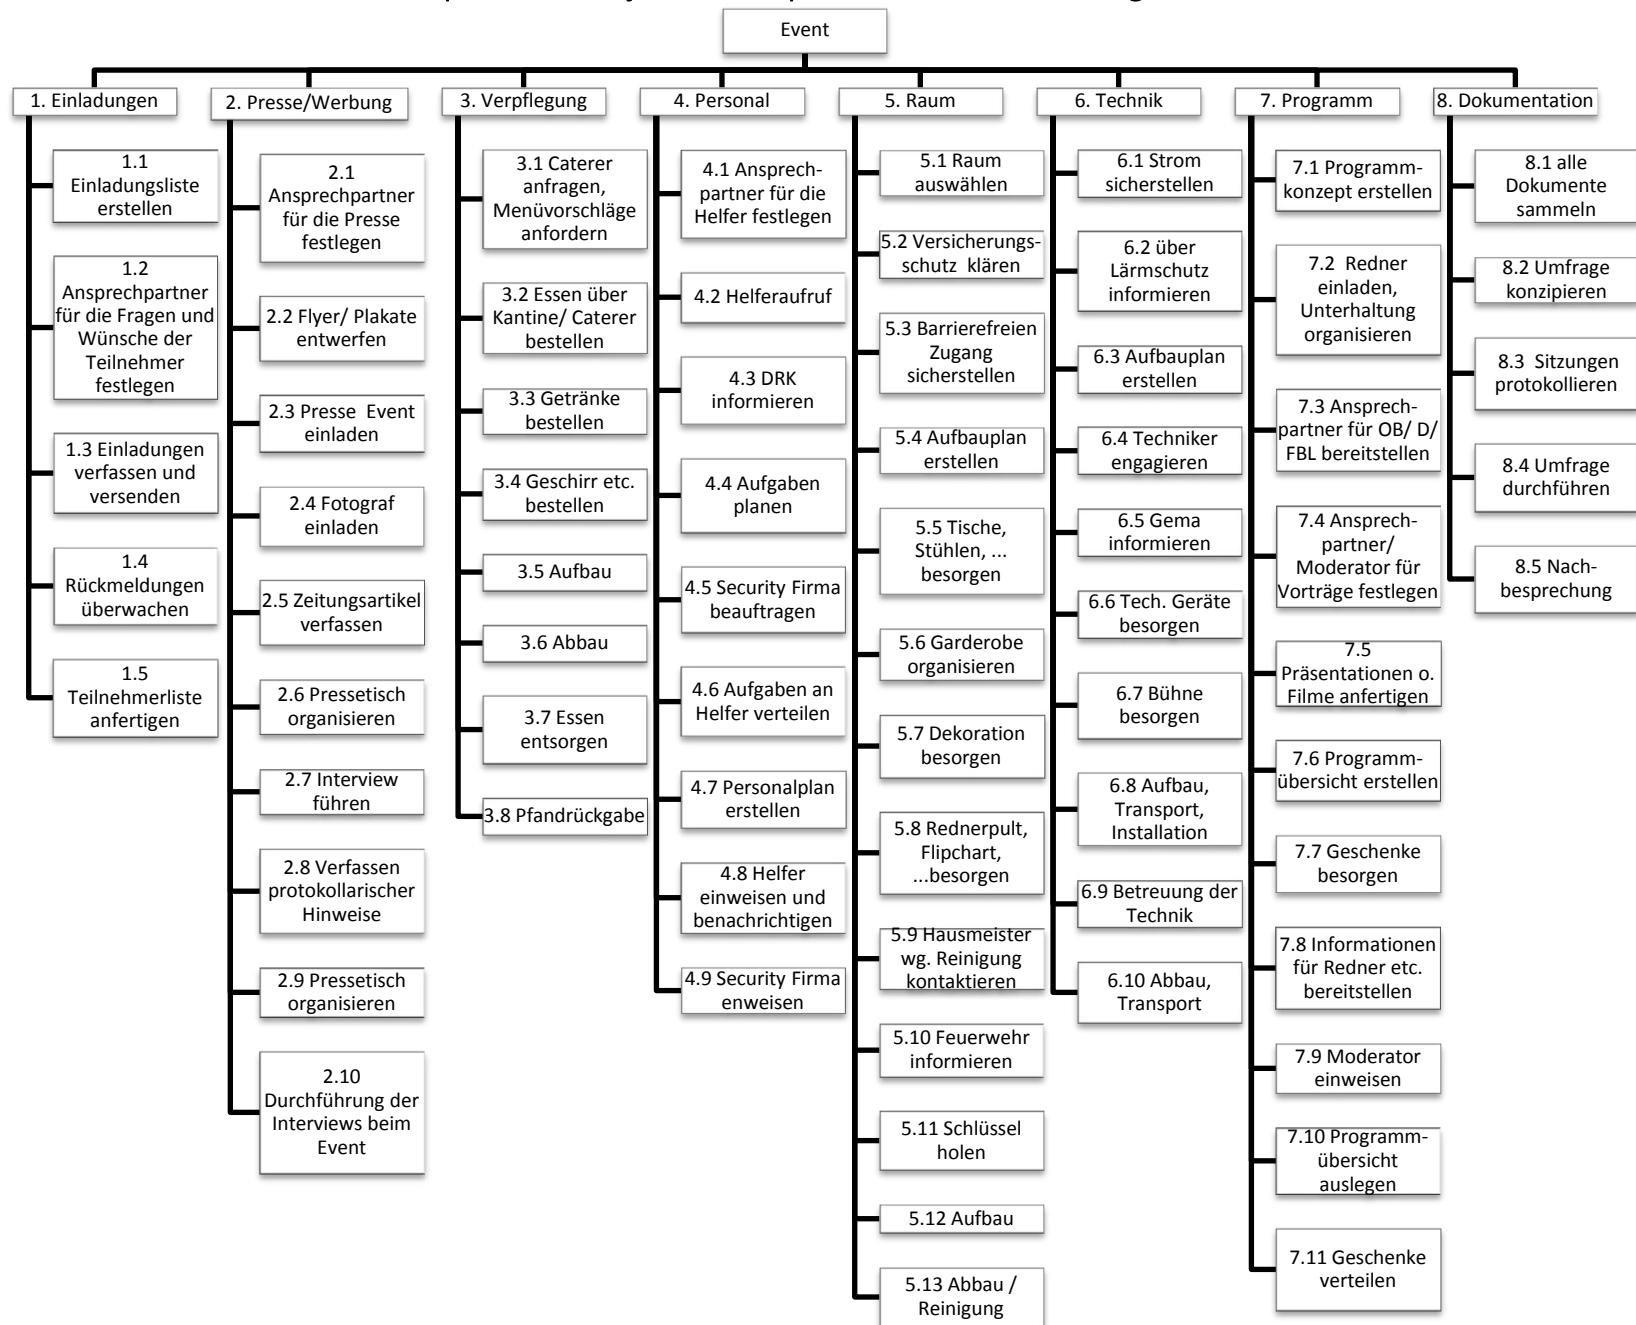 Event
1. Einladungen
1.1
Einladungsliste
erstellen
1.2
Ansprechpartner
für die Fragen und
Wünsche der
Teilnehmer
festlegen
1.3 Einladungen
verfassen und
versenden
1.4
Rückmeldungen
überwachen
1.5
Teilnehmerliste
anfertigen
2. Presse/Werbung
2.1
Ansprechpartner
für die Presse
festlegen
2.2 Flyer/ Plakate
entwerfen
2.3 Presse Event
einladen
2.4 Fotograf
einladen
2.5 Zeitungsartikel
verfassen
2.6 Pressetisch
organisieren
2.7 Interview
führen
2.8 Verfassen
protokollarischer
Hinweise
2.9 Pressetisch
organisieren
2.10
Durchführung der
Interviews beim
Event
3. Verpflegung
3.1 Caterer
anfragen,
Menüvorschläge
anfordern
3.2 Essen über
Kantine/ Caterer
bestellen
3.3 Getränke
bestellen
3.4 Geschirr etc.
bestellen
3.5 Aufbau
3.6 Abbau
3.7 Essen
entsorgen
3.8 Pfandrückgabe
4. Personal
4.1 Ansprech-
partner für die
Helfer festlegen
4.2 Helferaufruf
4.3 DRK
informieren
4.4 Aufgaben
planen
4.5 Security Firma
beauftragen
4.6 Aufgaben an
Helfer verteilen
4.7 Personalplan
erstellen
4.8 Helfer
einweisen und
benachrichtigen
4.9 Security Firma
enweisen
5. Raum
5.1 Raum
auswählen
5.2 Versicherungs-
schutz klären
5.3 Barrierefreien
Zugang
sicherstellen
5.4 Aufbauplan
erstellen
5.5 Tische,
Stühlen, ...
besorgen
5.6 Garderobe
organisieren
5.7 Dekoration
besorgen
5.8 Rednerpult,
Flipchart,
...besorgen
5.9 Hausmeister
wg. Reinigung
kontaktieren
5.10 Feuerwehr
informieren
5.11 Schlüssel
holen
5.12 Aufbau
5.13 Abbau /
Reinigung
6. Technik
6.1 Strom
sicherstellen
6.2 über
Lärmschutz
informieren
6.3 Aufbauplan
erstellen
6.4 Techniker
engagieren
6.5 Gema
informieren
6.6 Tech. Geräte
besorgen
6.7 Bühne
besorgen
6.8 Aufbau,
Transport,
Installation
6.9 Betreuung der
Technik
6.10 Abbau,
Transport
7. Programm
7.1 Programm-
konzept erstellen
7.2 Redner
einladen,
Unterhaltung
organisieren
7.3 Ansprech-
partner für OB/ D/
FBL bereitstellen
7.4 Ansprech-
partner/
Moderator für
Vorträge festlegen
7.5
Präsentationen o.
Filme anfertigen
7.6 Programm-
übersicht erstellen
7.7 Geschenke
besorgen
7.8 Informationen
für Redner etc.
bereitstellen
7.9 Moderator
einweisen
7.10 Programm-
übersicht
auslegen
7.11 Geschenke
verteilen
8. Dokumentation
8.1 alle
Dokumente
sammeln
8.2 Umfrage
konzipieren
8.3 Sitzungen
protokollieren
8.4 Umfrage
durchführen
8.5 Nach-
besprechung